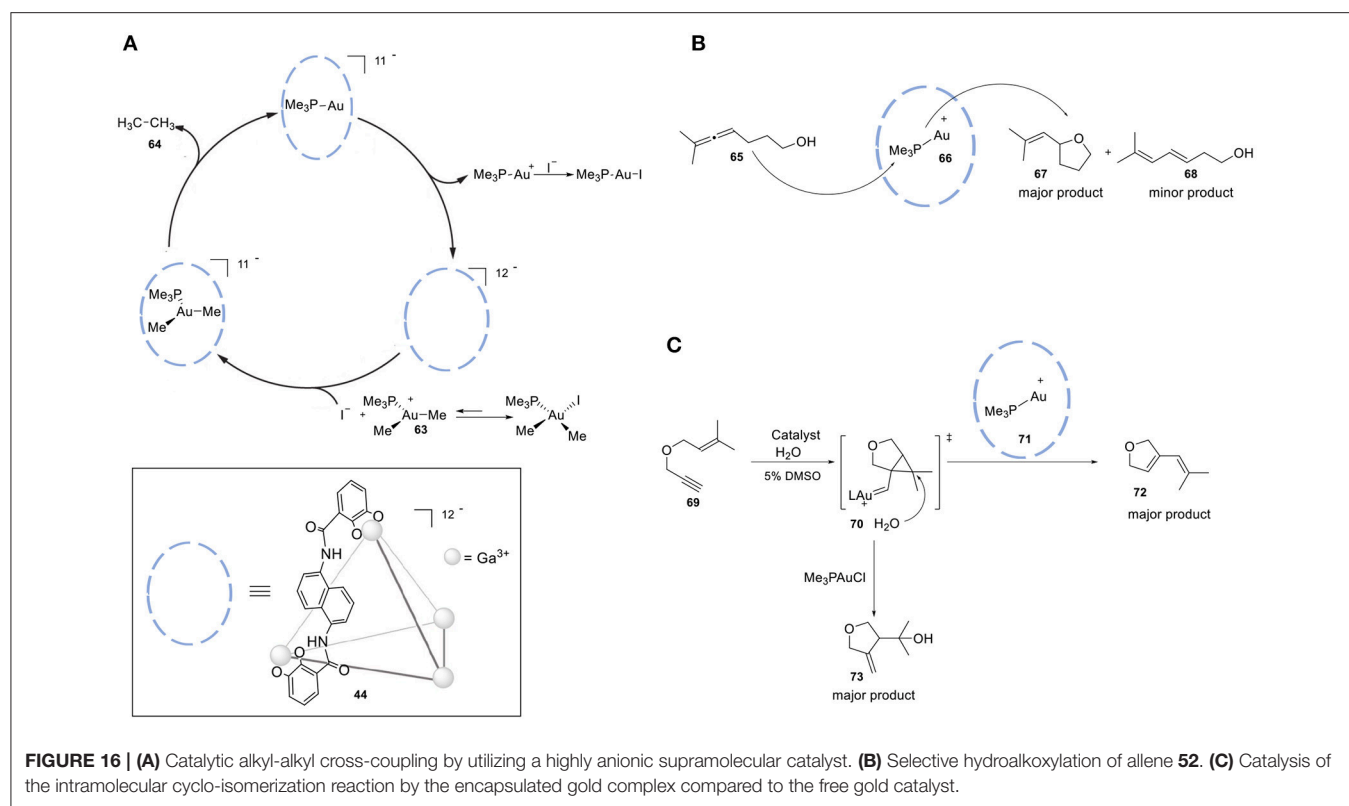 A
11 -
Me3P-Au
H3C-CH3
64
Me3P-Au+ I- Me3P-Au-I
11 -
12 -
Me3P
Au-Me
Me
I- +
Me3P + Au-Me
Me 63
Me3P I
Au
Me Me
12 -
O
O
O
NH
= Ga3+
HN
O
O
O
44
B
OH
65
+
Au
Me3P
66
O
67
major product
+
OH
68
minor product
C
O
69
Catalyst
H2O
5% DMSO
O
‡
LAu
+
70 H2O
+
Au
Me3P
71
O
72
major product
Me3PAuCl
O
OH
73
major product
FIGURE 16 | (A) Catalytic alkyl-alkyl cross-coupling by utilizing a highly anionic supramolecular catalyst. (B) Selective hydroalkoxylation of allene 52. (C) Catalysis of
the intramolecular cyclo-isomerization reaction by the encapsulated gold complex compared to the free gold catalyst.